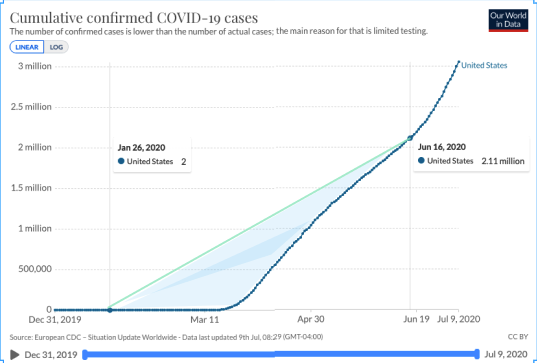 Cumulative confirmed COVID-19 cases
The number of confirmed cases is lower than the number of actual cases; the main reason for that is limited testing.
Our World
in Data
LINEAR LOG
3 million
United States
2.5 million
2 million
Jan 26, 2020
United States 2
Jun 16, 2020
United States 2.11 million
1.5 million
1 million
500,000
0
Dec 31, 2019 Mar 11 Apr 30 Jun 19 Jul 9, 2020
Source: European CDC – Situation Update Worldwide - Data last updated 9th Jul, 08:29 (GMT-04:00) CC BY
Dec 31, 2019 Jul 9, 2020